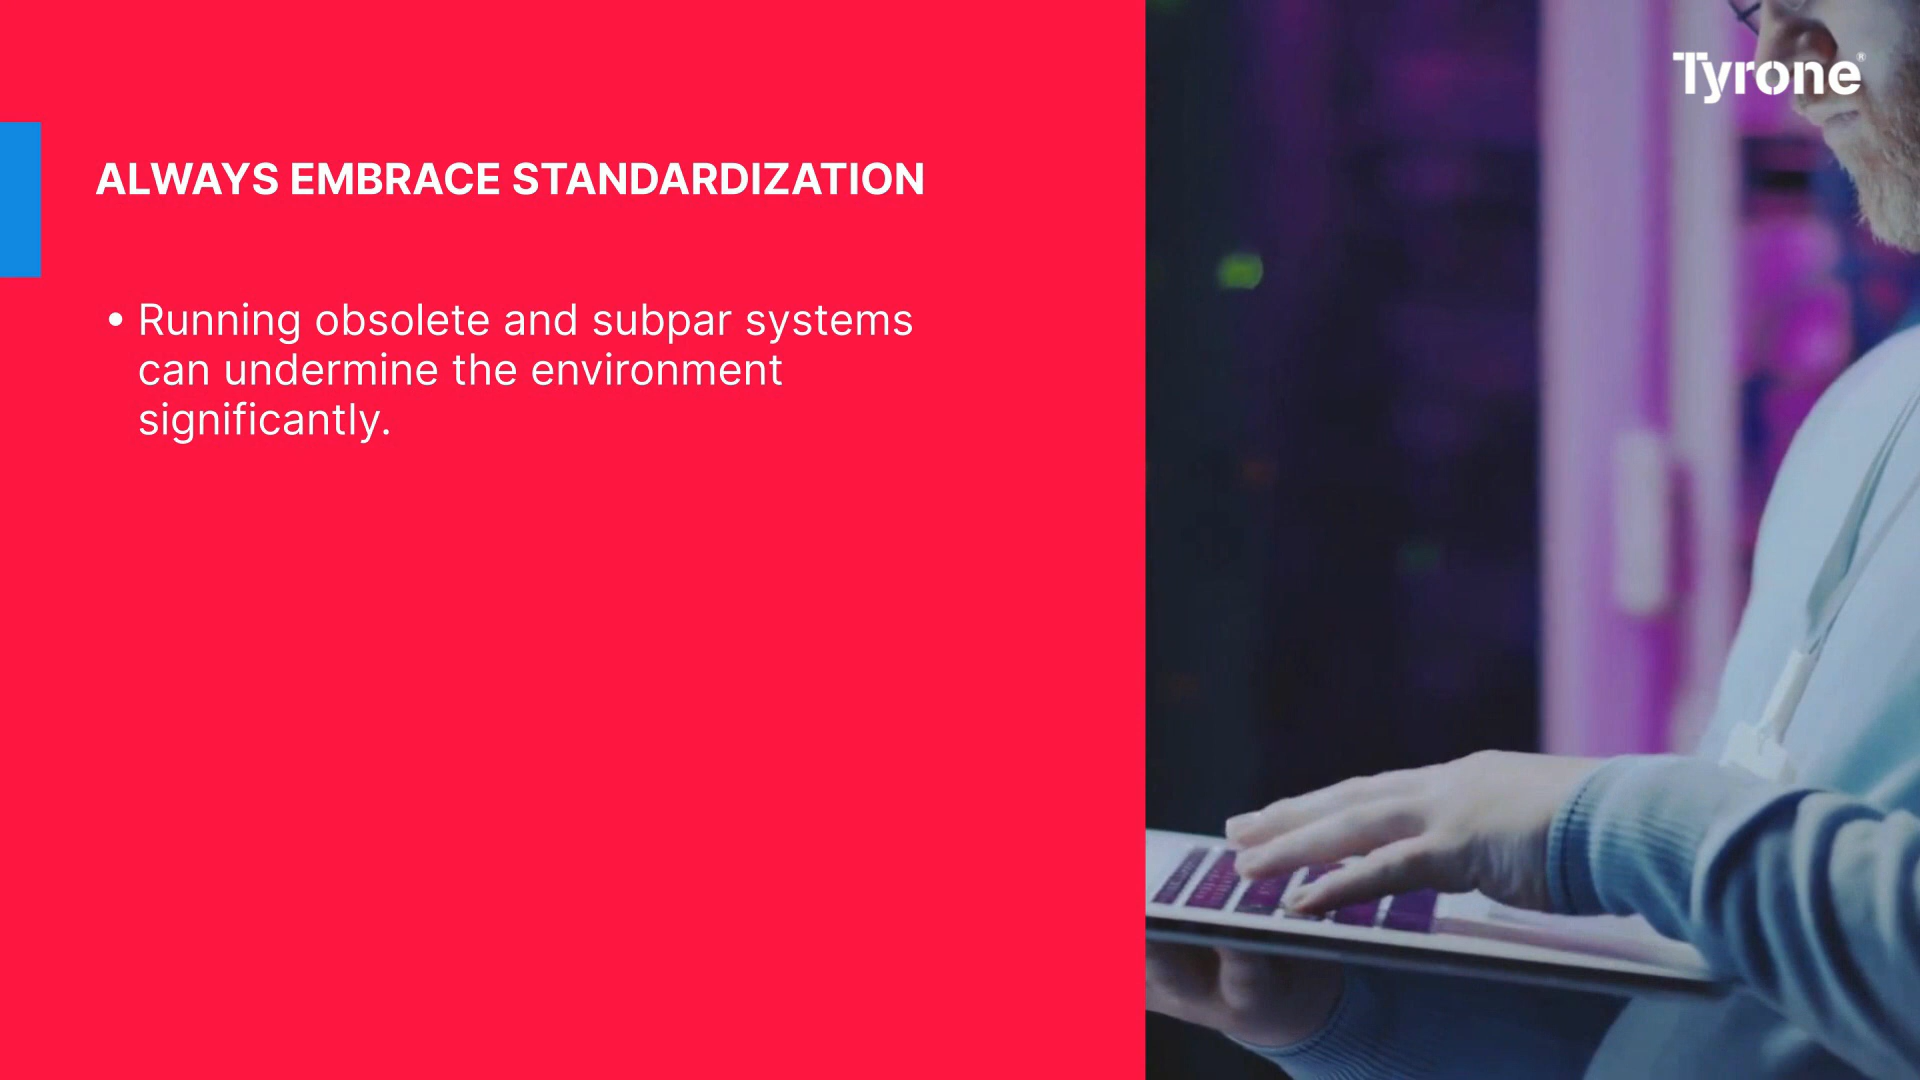 Tyrone®
ALWAYS EMBRACE STANDARDIZATION
• Running obsolete and subpar systems
can undermine the environment
significantly.